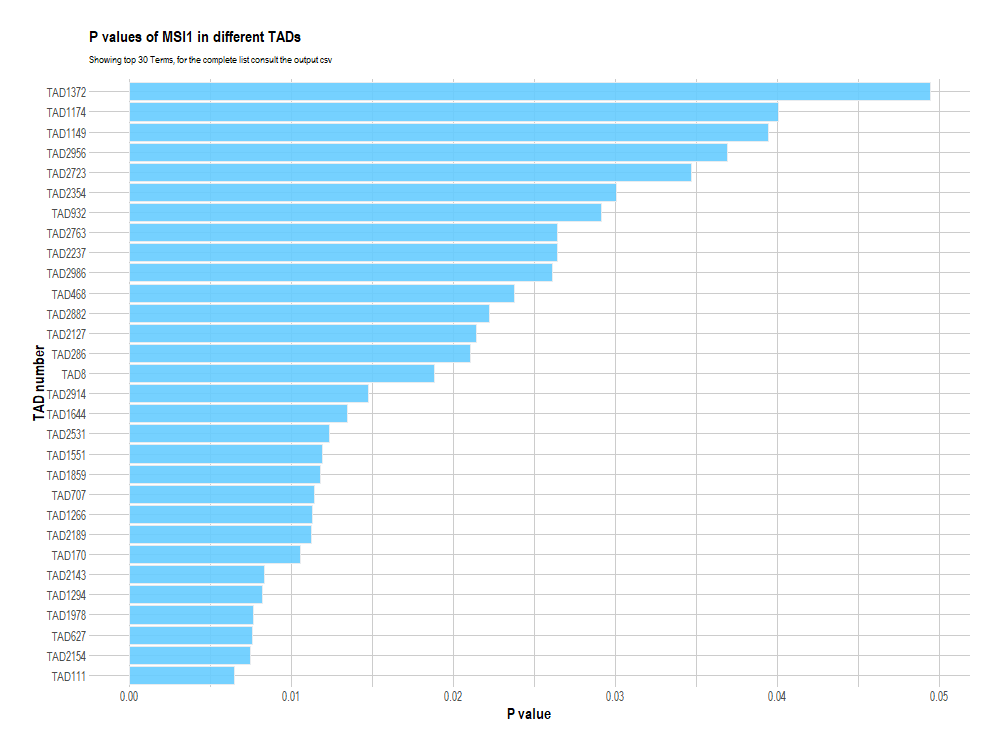 P values of MSI1 in different TADs
Showing top 30 Terms, for the complete list consult the output csv
TAD number
TAD1372
TAD1174
TAD1149
TAD2956
TAD2723
TAD2354
TAD932
TAD2763
TAD2237
TAD2986
TAD468
TAD2882
TAD2127
TAD286
TAD8
TAD2914
TAD1644
TAD2531
TAD1551
TAD1859
TAD707
TAD1266
TAD2189
TAD170
TAD2143
TAD1294
TAD1978
TAD627
TAD2154
TAD111
0.00 0.01 0.02 0.03 0.04 0.05
P value